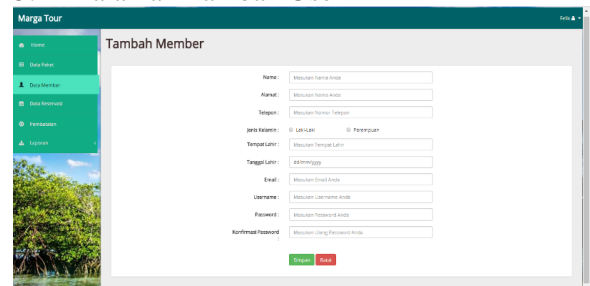 Marga Tour
Felix
Tambah Member
Home
Data Paket
Data Member
Data Reservasi
Pembatalan
Laporan
Nama :
Masukan Nama Anda
Alamat :
Masukan Nama Anda
Telepon :
Masukan Nomor Telepon
Jenis Kelamin :
Laki-Laki
Perempuan
Tempat Lahir :
Masukan Tempat Lahir
Tanggal Lahir :
dd/mm/yyyy
Email :
Masukan Email Anda
Username :
Masukan Username Anda
Password :
Masukan Password Anda
Konfirmasi Password
:
Masukan Ulang Password Anda
Simpan
Batal